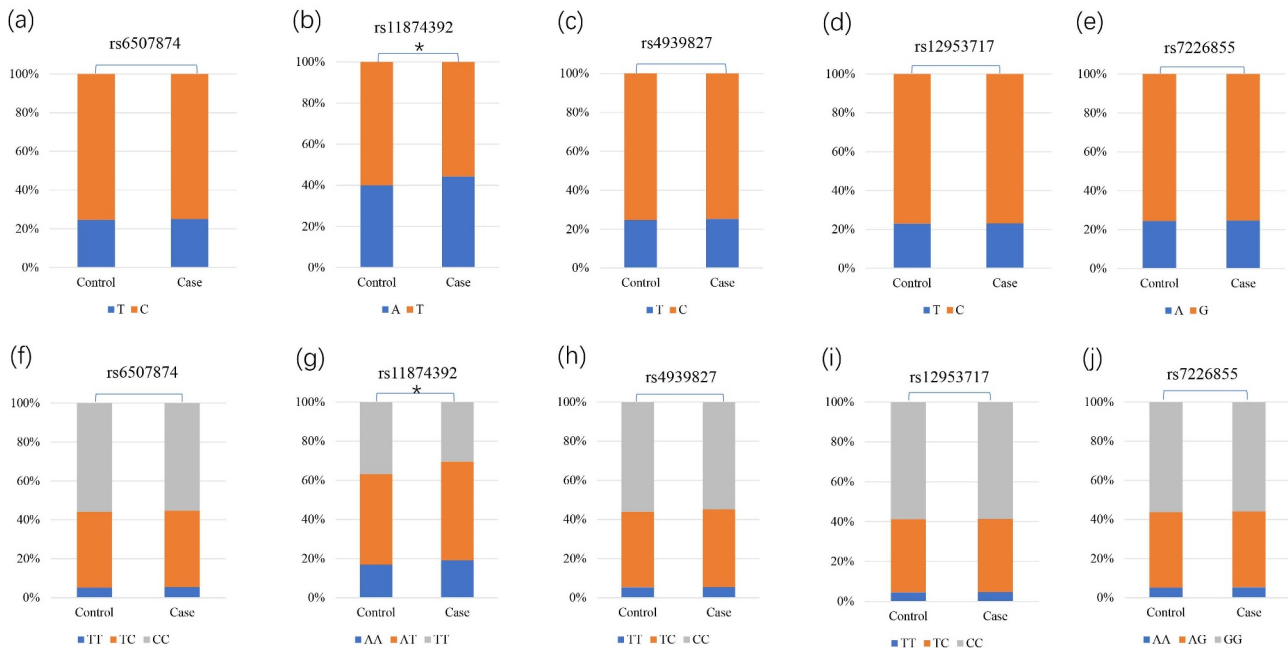 (a)
rs6507874
100%
80%
60%
40%
20%
0%
Control Case
T C
(b)
rs11874392
*
100%
80%
60%
40%
20%
0%
Control Case
A T
(c)
rs4939827
100%
80%
60%
40%
20%
0%
Control Case
T C
(d)
rs12953717
100%
80%
60%
40%
20%
0%
Control Case
T C
(e)
rs7226855
100%
80%
60%
40%
20%
0%
Control Case
A G
(f)
rs6507874
100%
80%
60%
40%
20%
0%
Control Case
TT TC CC
(g)
rs11874392
*
100%
80%
60%
40%
20%
0%
Control Case
AA AT TT
(h)
rs4939827
100%
80%
60%
40%
20%
0%
Control Case
TT TC CC
(i)
rs12953717
100%
80%
60%
40%
20%
0%
Control Case
TT TC CC
(j)
rs7226855
100%
80%
60%
40%
20%
0%
Control Case
AA AG GG